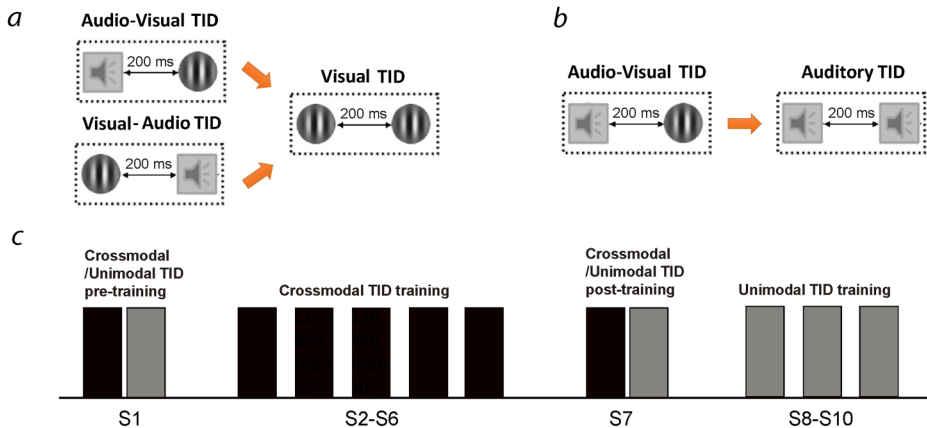 a
Audio-Visual TID
200 ms
Visual-Audio TID
200 ms
Visual TID
200 ms
b
Audio-Visual TID
200 ms
Auditory TID
200 ms
c
Crossmodal
/Unimodal TID
pre-training
Crossmodal TID training
Crossmodal
/Unimodal TID
post-training
Unimodal TID training
S1
S2-S6
S7
S8-S10